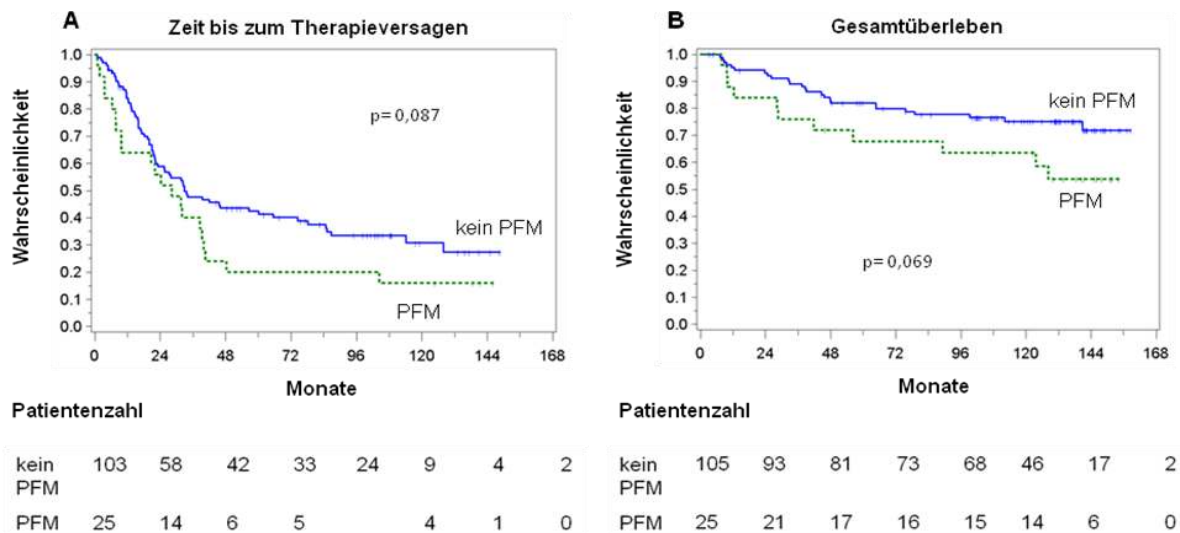 A
Zeit bis zum Therapieversagen
Wahrscheinlichkeit
1.0
0.9
0.8
0.7
0.6
0.5
0.4
0.3
0.2
0.1
0.0
p= 0,087
kein PFM
PFM
0 24 48 72 96 120 144 168
Monate
Patientenzahl
kein 103 58 42 33 24 9 4 2
PFM
PFM 25 14 6 5 4 1 0
B
Gesamtüberleben
Wahrscheinlichkeit
1.0
0.9
0.8
0.7
0.6
0.5
0.4
0.3
0.2
0.1
0.0
kein PFM
PFM
p= 0,069
0 24 48 72 96 120 144 168
Monate
Patientenzahl
kein 105 93 81 73 68 46 17 2
PFM
PFM 25 21 17 16 15 14 6 0